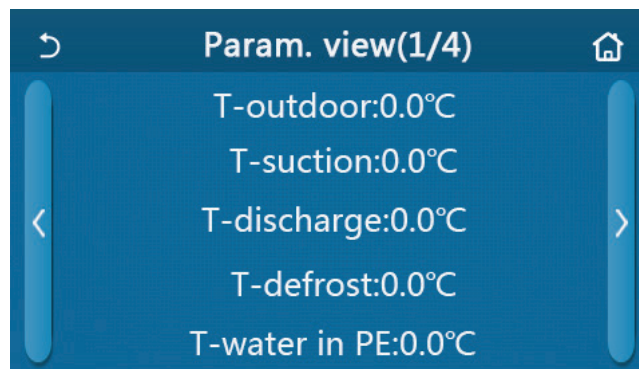 Param. view(1/4)
T-outdoor:0.0℃
T-suction:0.0℃
T-discharge:0.0℃
T-defrost:0.0℃
T-water in PE:0.0℃